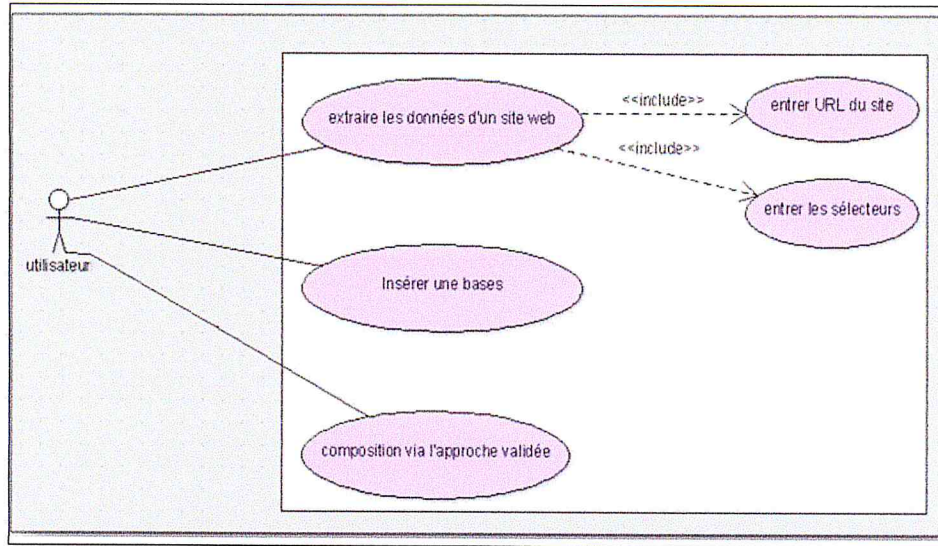 extraire les données d'un site web
<<include>>
entrer URL du site
<<include>>
entrer les sélecteurs
utilisateur
Insérer une bases
composition via l'approche validée